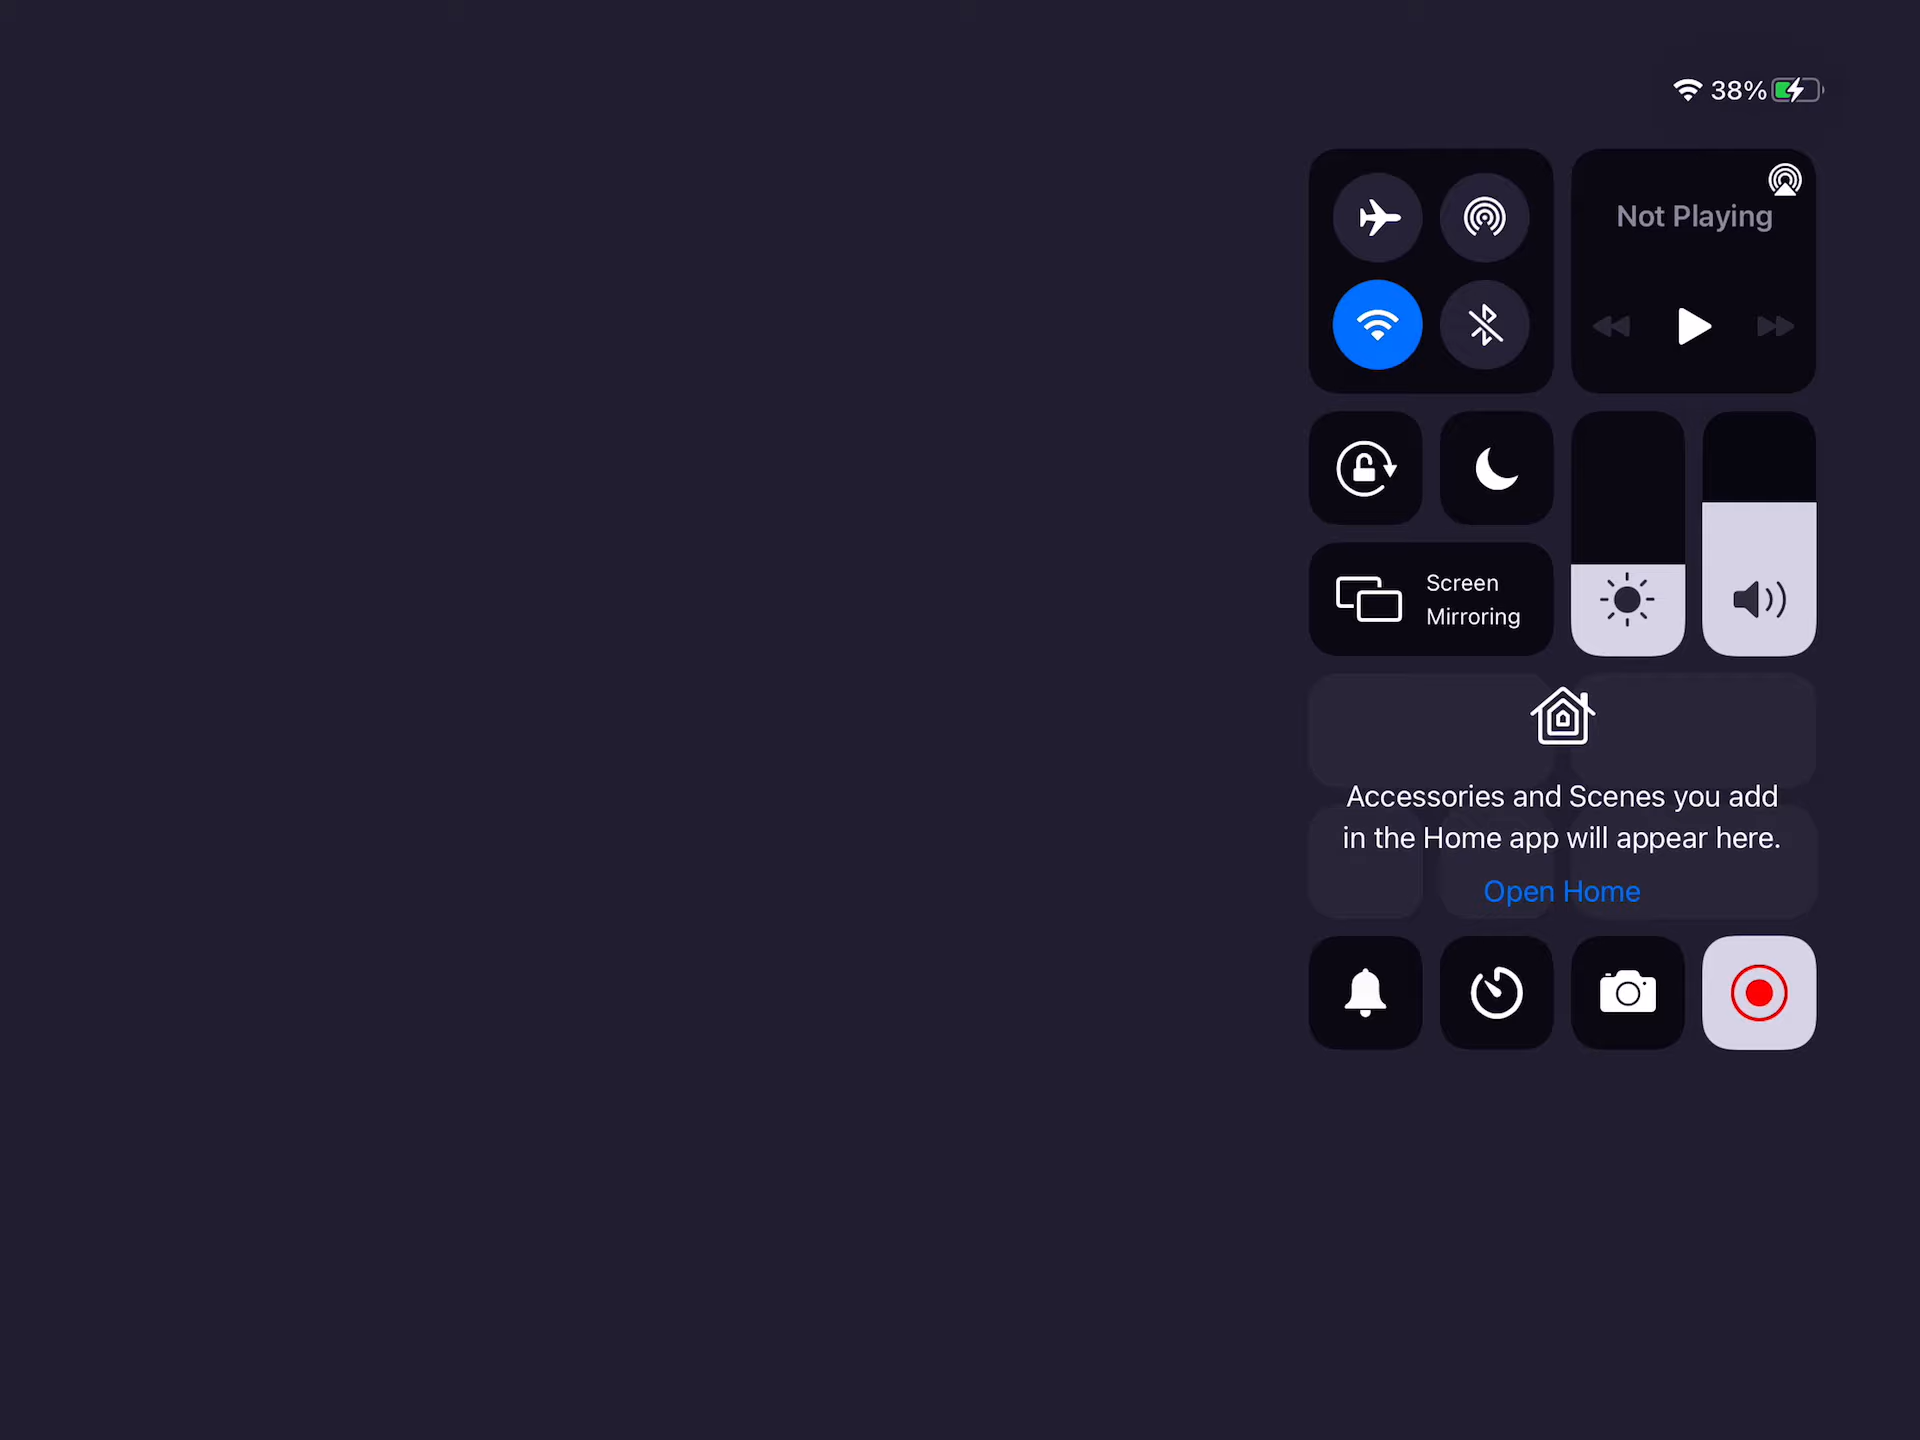 38%
Not Playing
Screen
Mirroring
Accessories and Scenes you add
in the Home app will appear here.
Open Home